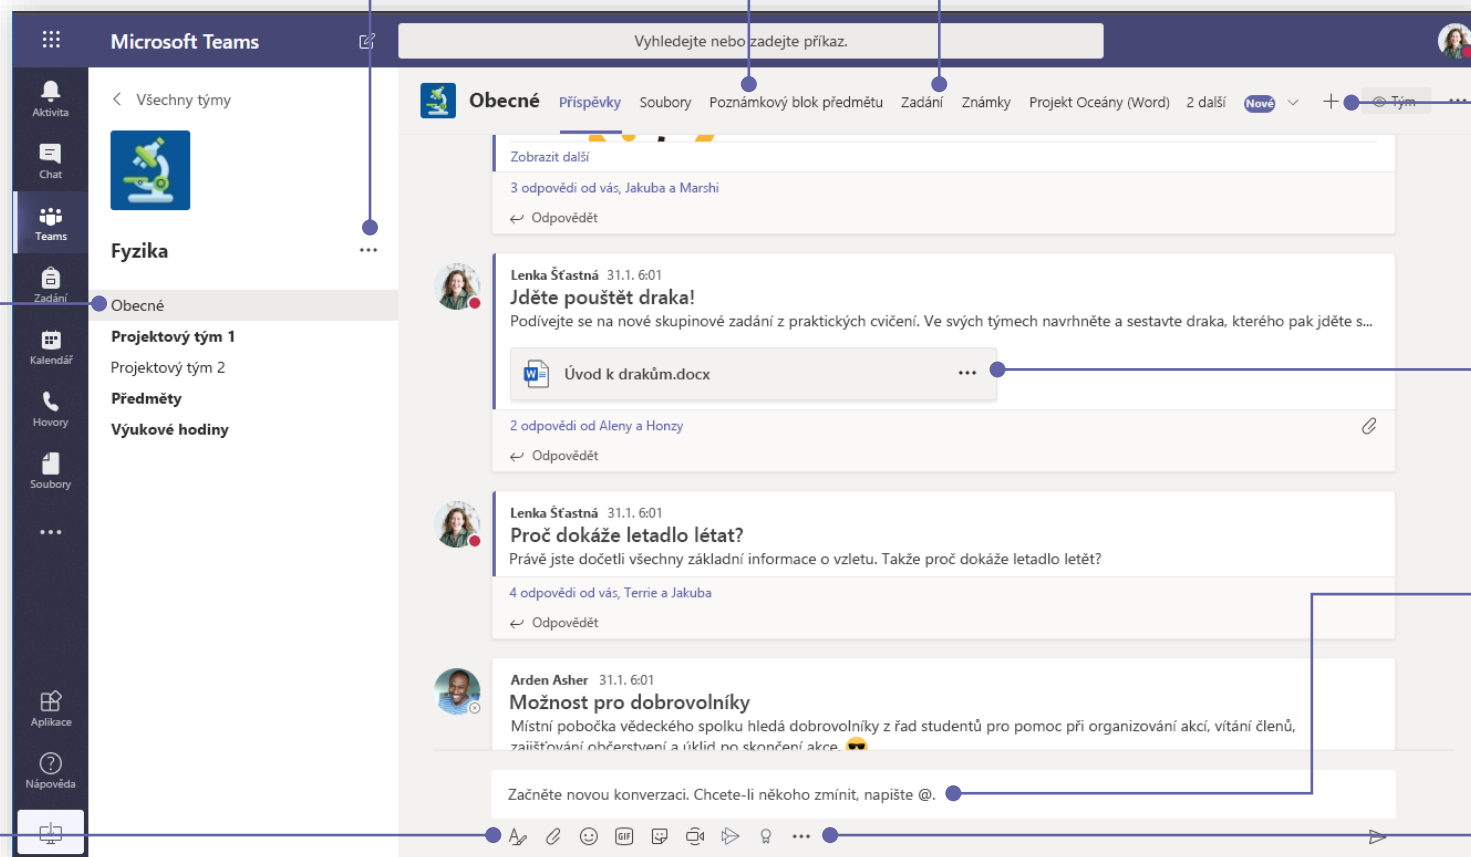 Microsoft Teams
Vyhledejte nebo zadejte příkaz.
Aktivita
Chat
Teams
Zadání
Kalendář
Hovory
Soubory
Aplikace
Nápověda
Všechny týmy
Fyzika
Obecné
Projektový tým 1
Projektový tým 2
Předměty
Výukové hodiny
Obecné Příspěvky Soubory Poznámkový blok předmětu Zadání Známky Projekt Oceány (Word) 2 další Nové Tým
Zobrazit další
3 odpovědi od vás, Jakuba a Marshi
Odpovědět
Lenka Šťastná 31.1. 6:01
Jděte pouštět draka!
Podívejte se na nové skupinové zadání z praktických cvičení. Ve svých týmech navrhněte a sestavte draka, kterého pak jděte s...
Úvod k drakům.docx
2 odpovědi od Aleny a Honzy
Odpovědět
Lenka Šťastná 31.1. 6:01
Proč dokáže letadlo létat?
Právě jste dočetli všechny základní informace o vzletu. Takže proč dokáže letadlo letět?
4 odpovědi od vás, Terrie a Jakuba
Odpovědět
Arden Asher 31.1. 6:01
Možnost pro dobrovolníky
Místní pobočka vědeckého spolku hledá dobrovolníky z řad studentů pro pomoc při organizování akcí, vítání členů,
zajišťování občerstvení a úklid po skončení akce.
Začněte novou konverzaci. Chcete-li někoho zmínit, napište @.
GIF